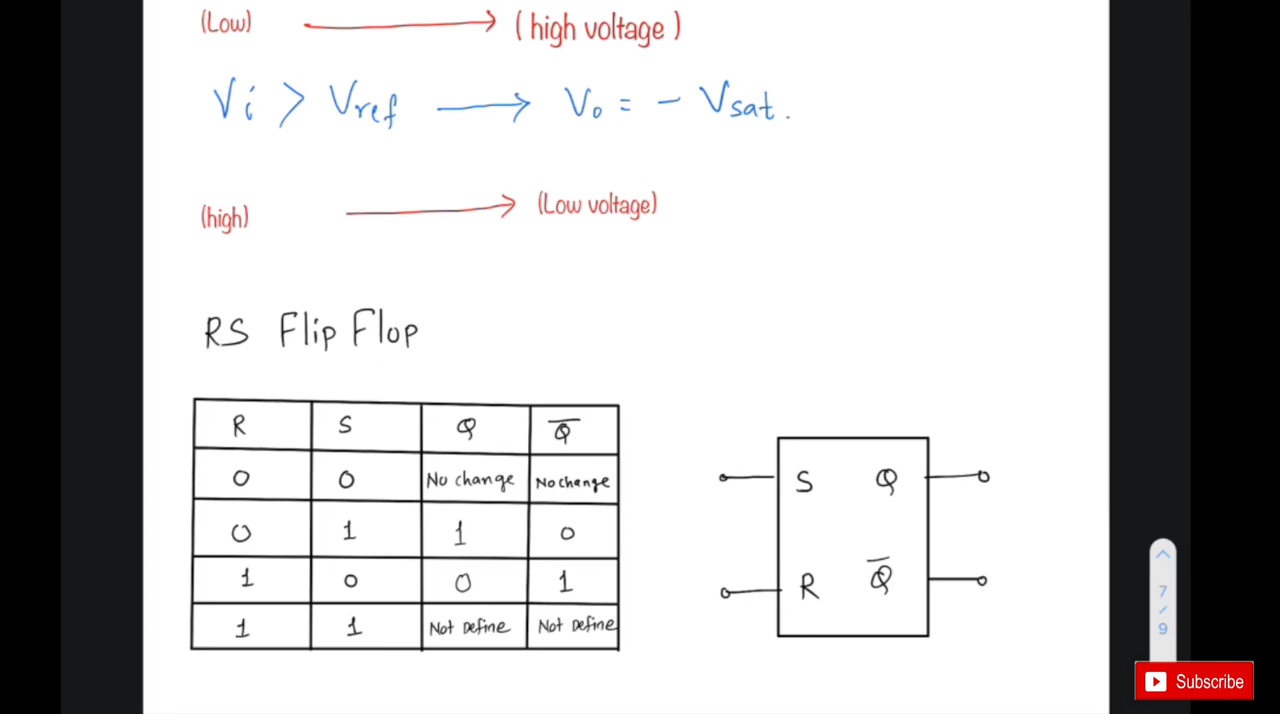 (Low) ⟶ (high voltage)
Vi > Vref ⟶ Vo = - Vsat.
(high) ⟶ (Low voltage)
RS Flip Flop
R S Q Q̅
0 0 No change No change
0 1 1 0
1 0 0 1
1 1 Not Define Not Define
S Q
R Q̅
7
/
9
Subscribe